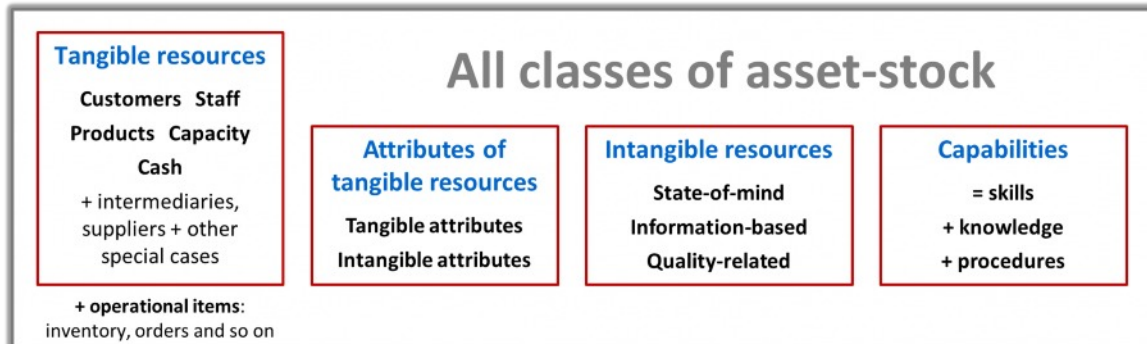 Tangible resources
Customers Staff
Products Capacity
Cash
+ intermediaries,
suppliers + other
special cases
+ operational items:
inventory, orders and so on
All classes of asset-stock
Attributes of
tangible resources
Tangible attributes
Intangible attributes
Intangible resources
State-of-mind
Information-based
Quality-related
Capabilities
= skills
+ knowledge
+ procedures